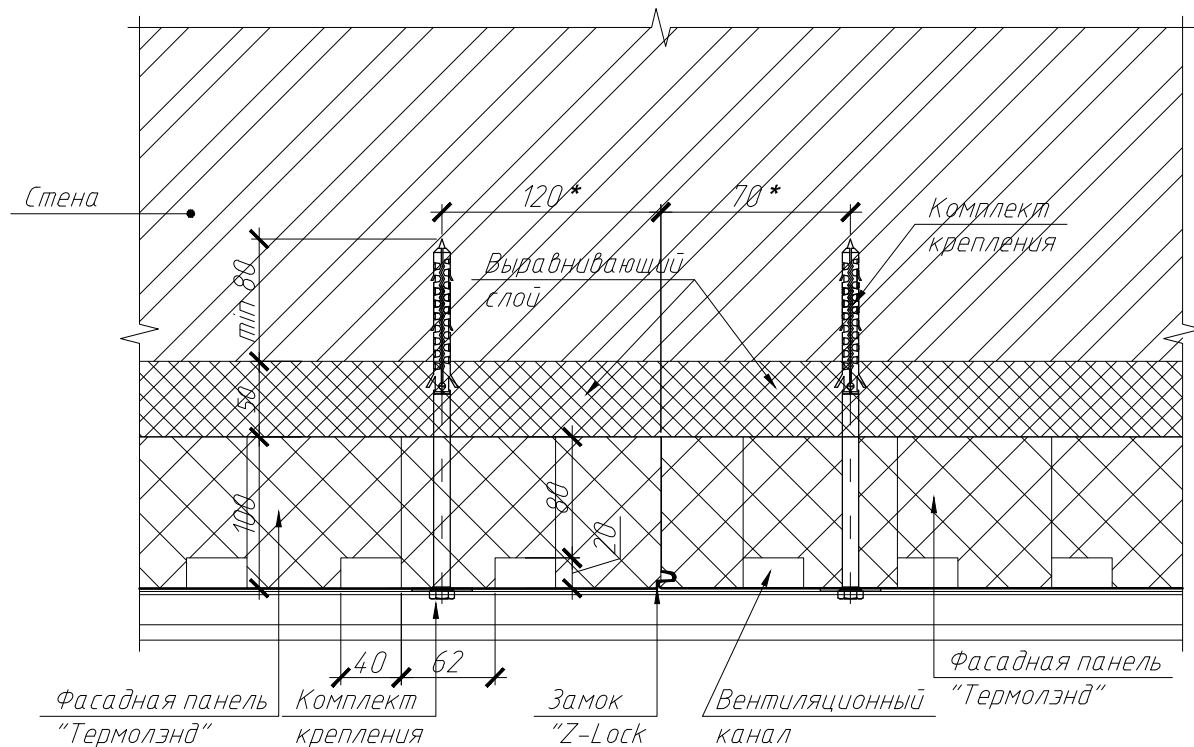 120*
70*
Стена
Комплект
крепления
Выравнивающий
слой
min 80
50
100
80
20
40
62
Фасадная панель
"Термолэнд"
Комплект
крепления
Замок
"Z-Lock
Вентиляционный
канал
Фасадная панель
"Термолэнд"